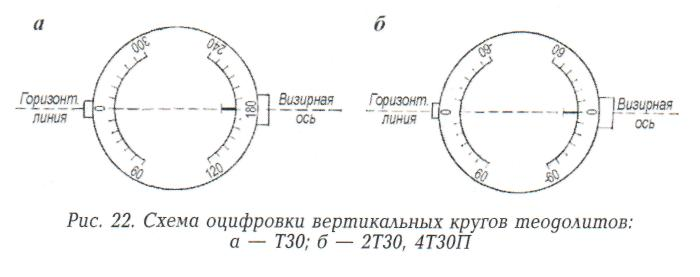 а
б
300
240
-60
60
Горизонт.
линия
0
180
Визирная
ось
Горизонт.
линия
0
0
Визирная
ось
60
120
60
-60
Рис. 22. Схема оцифровки вертикальных кругов теодолитов:
а — Т30; б — 2Т30, 4Т30П